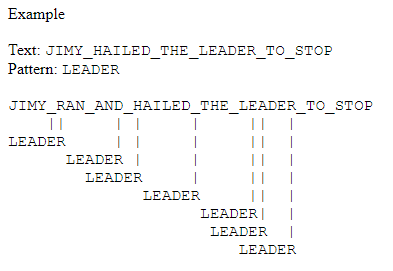 Example
Text: JIMY_HAILED_THE_LEADER_TO_STOP
Pattern: LEADER
JIMY_RAN_AND_HAILED_THE_LEADER_TO_STOP
LEADER
LEADER
LEADER
LEADER
LEADER
LEADER
LEADER